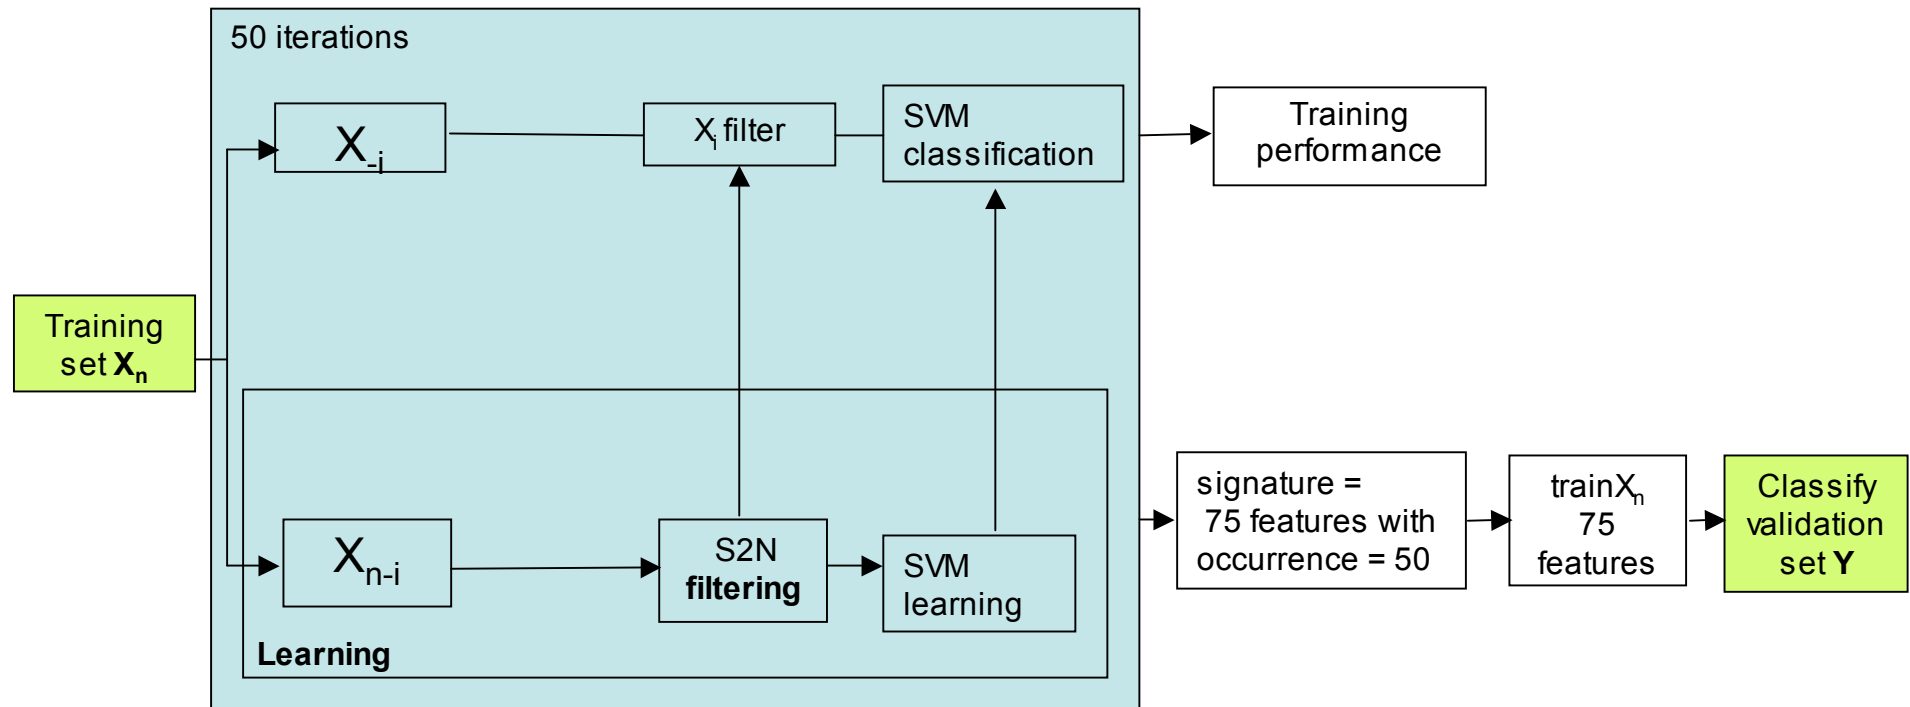 50 iterations
X-i
Xi filter
SVM
classification
Training
performance
Training
set Xn
Xn-i
S2N
filtering
SVM
learning
Learning
signature =
75 features with
occurrence = 50
trainXn
75
features
Classify
validation
set Y